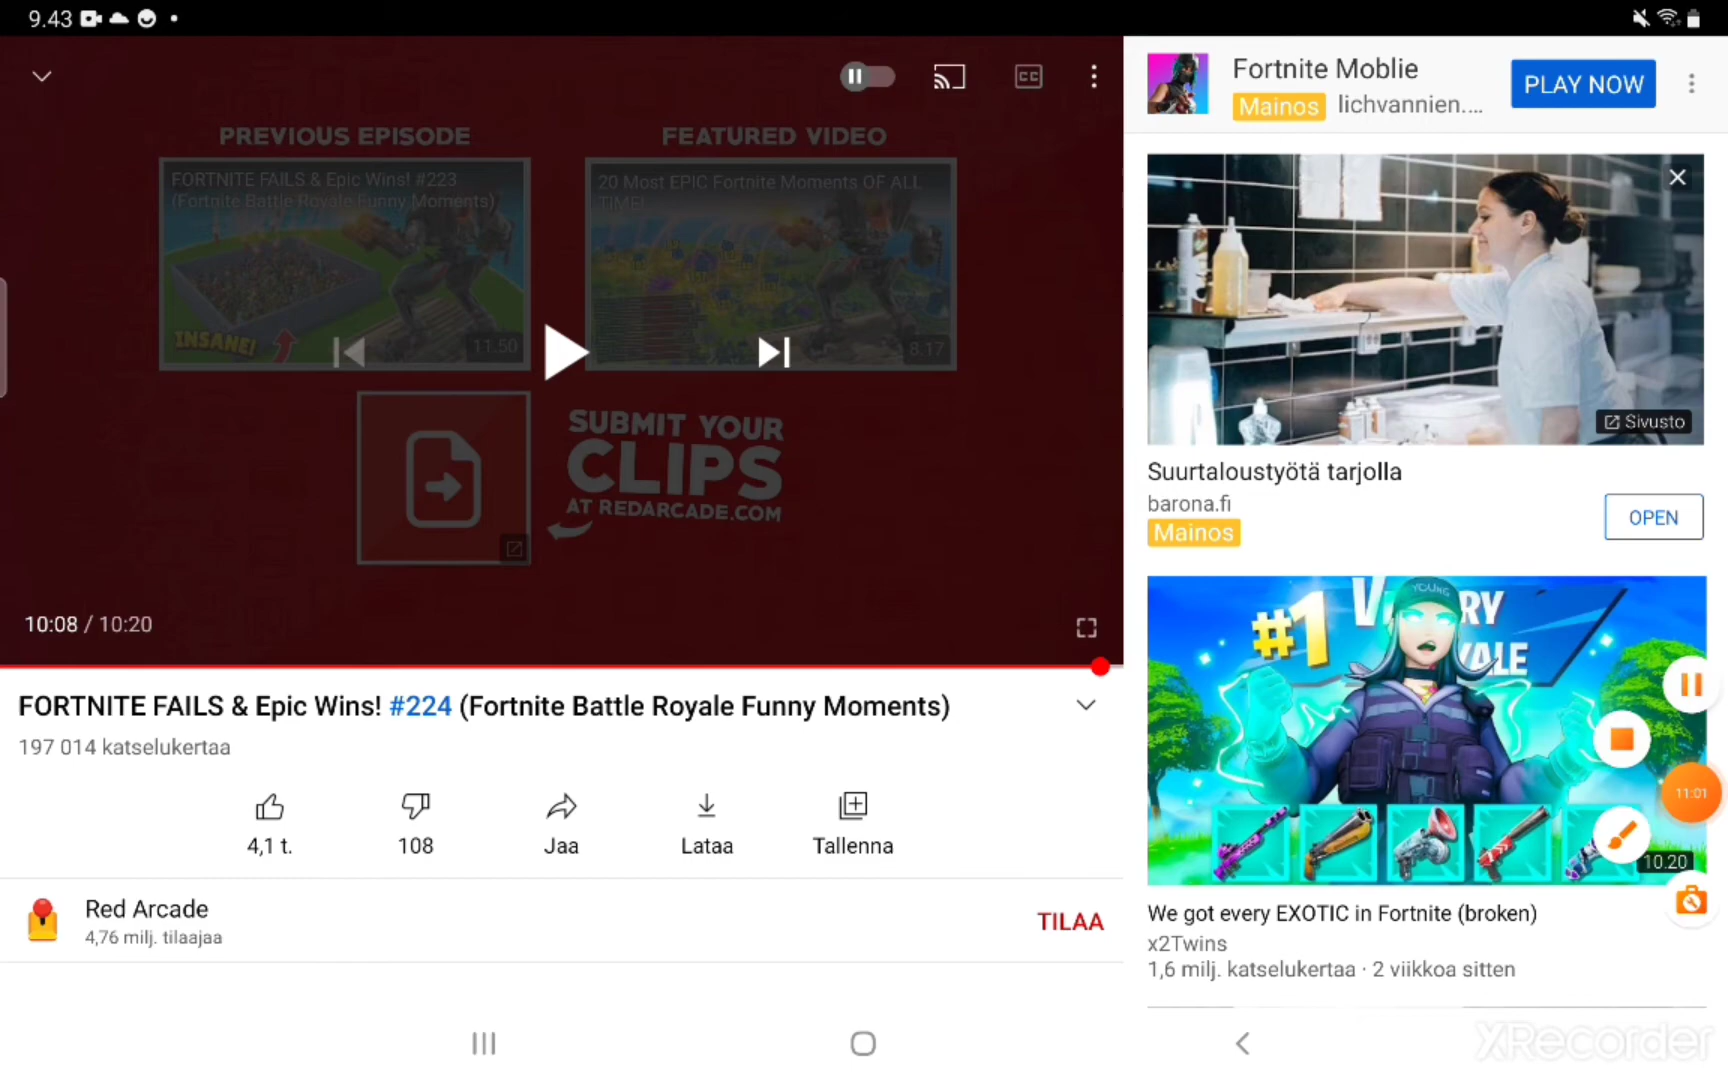 9.43
PREVIOUS EPISODE
FEATURED VIDEO
FORTNITE FAILS & Epic Wins! #223
(Fortnite Battle Royale Funny Moments)
INSANE!
11.50
20 Most EPIC Fortnite Moments OF ALL
TIME!
8.17
SUBMIT YOUR
CLIPS
AT REDARCADE.COM
CC
10:08 / 10:20
FORTNITE FAILS & Epic Wins! #224 (Fortnite Battle Royale Funny Moments)
197 014 katselukertaa
4,1 t.
108
Jaa
Lataa
Tallenna
Red Arcade
4,76 milj. tilaajaa
TILAA
Fortnite Moblie
Mainos lichvannien....
PLAY NOW
Sivusto
Suurtaloustyötä tarjolla
barona.fi
Mainos
OPEN
YOUNG
#1
10.20
11:01
We got every EXOTIC in Fortnite (broken)
x2Twins
1,6 milj. katselukertaa · 2 viikkoa sitten
XRecorder